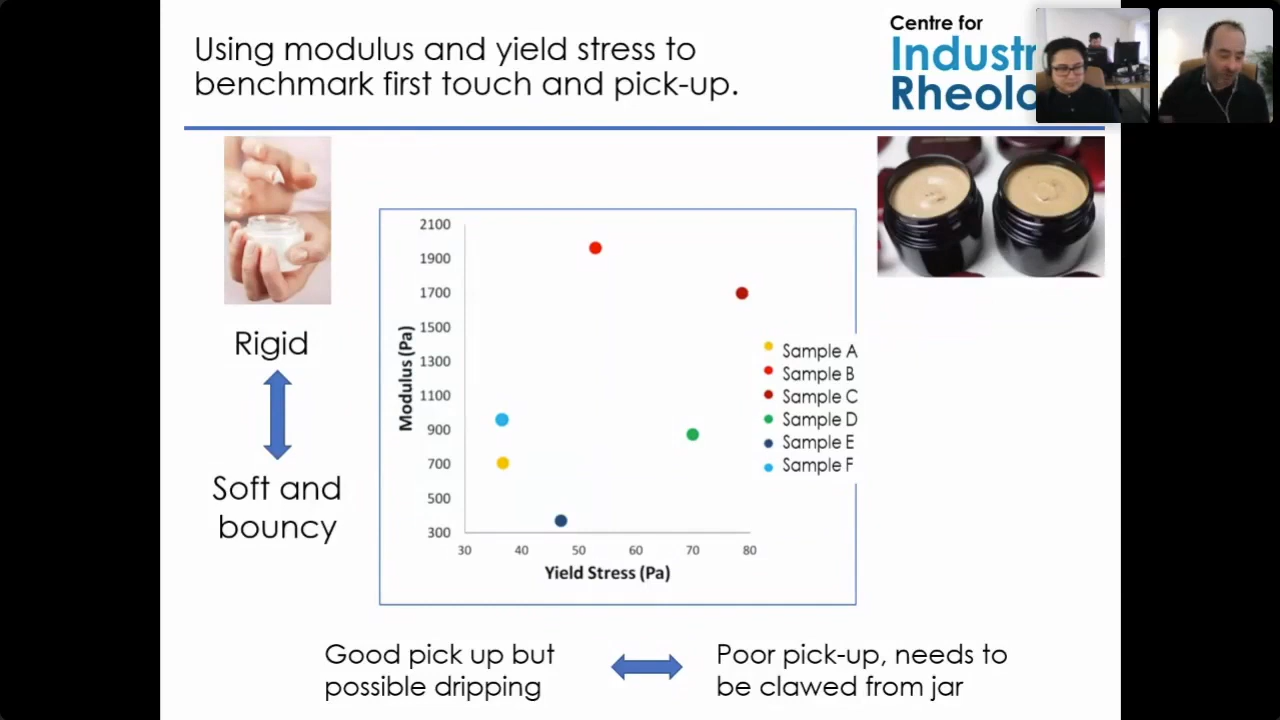 Using modulus and yield stress to
benchmark first touch and pick-up.
Centre for
Industr
Rheolo
Rigid
Soft and
bouncy
2100
1900
1700
1500
1300
1100
900
700
500
300
Modulus (Pa)
30 40 50 60 70 80
Yield Stress (Pa)
Sample A
Sample B
Sample C
Sample D
Sample E
Sample F
Good pick up but
possible dripping
Poor pick-up, needs to
be clawed from jar